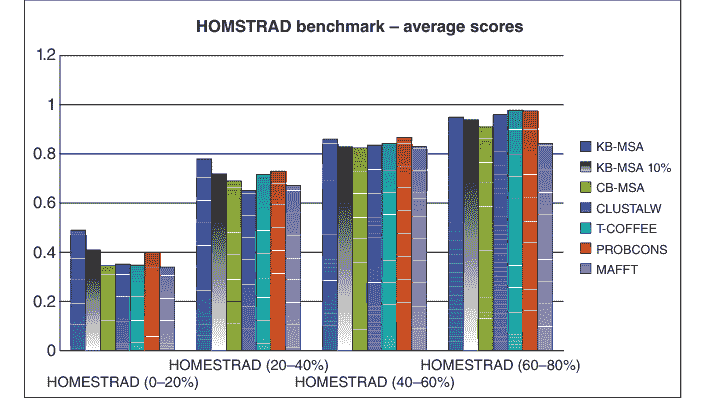 HOMSTRAD benchmark – average scores
1.2
1
0.8
0.6
0.4
0.2
0
KB-MSA
KB-MSA 10%
CB-MSA
CLUSTALW
T-COFFEE
PROBCONS
MAFFT
HOMESTRAD (0–20%)
HOMESTRAD (20–40%)
HOMESTRAD (40–60%)
HOMESTRAD (60–80%)